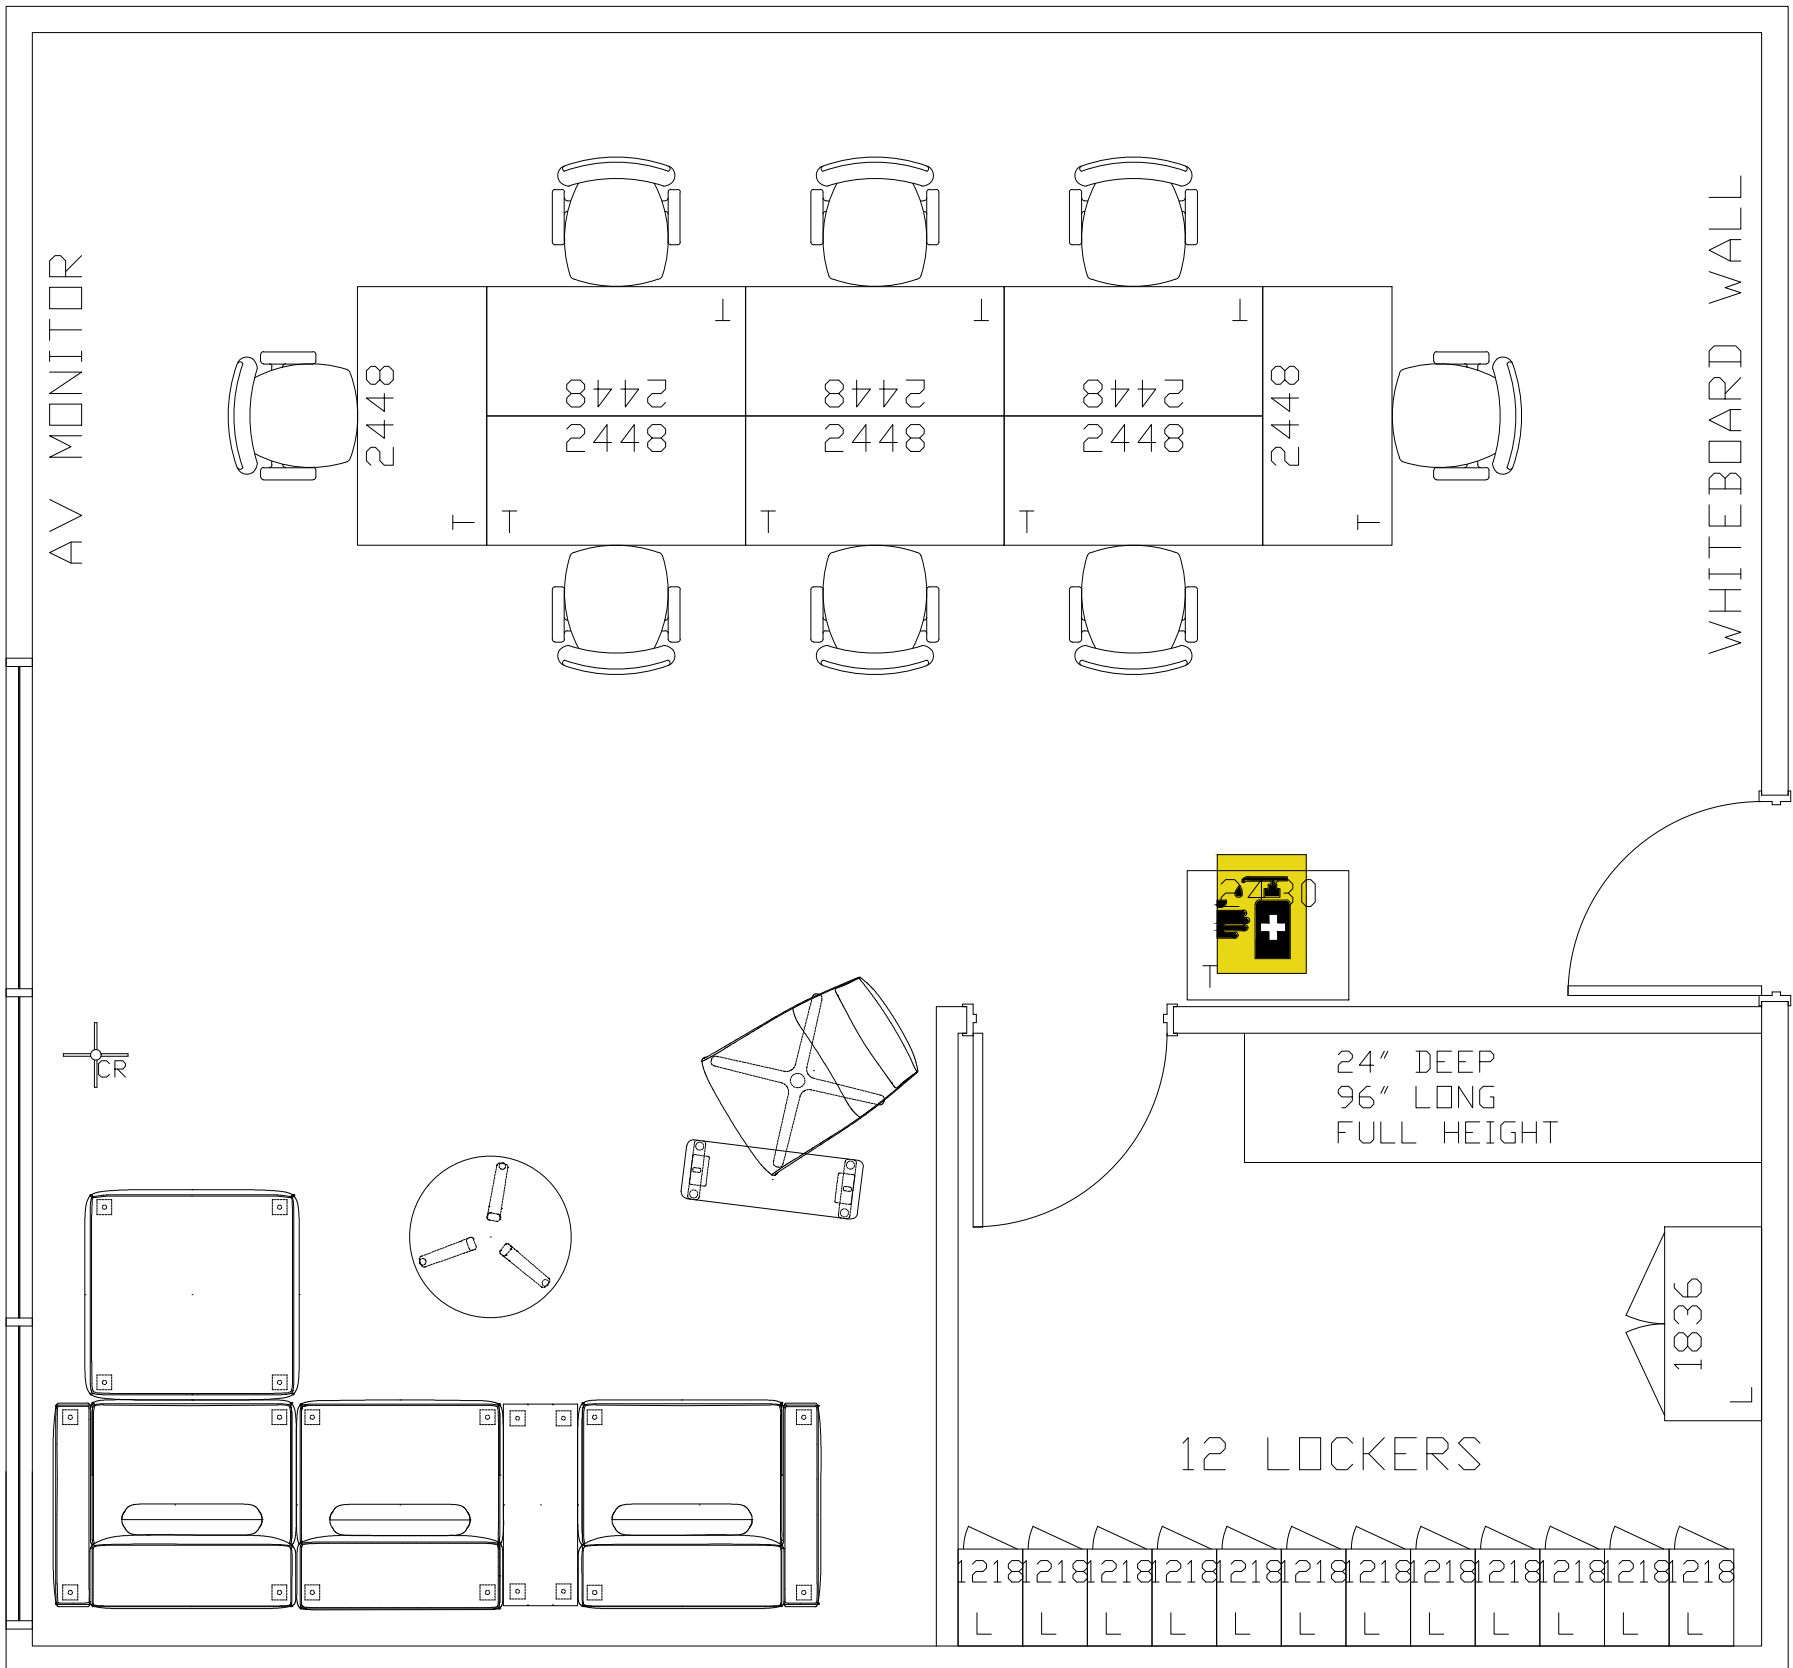 AV MONITOR
WHITEBOARD WALL
T
T
T
2448
2448
2448
2448
2448
2448
2448
2448
T
T
T
T
T
2430
T
CR
24" DEEP
96" LONG
FULL HEIGHT
1836
L
12 LOCKERS
1218 1218 1218 1218 1218 1218 1218 1218 1218 1218 1218 1218
L L L L L L L L L L L L